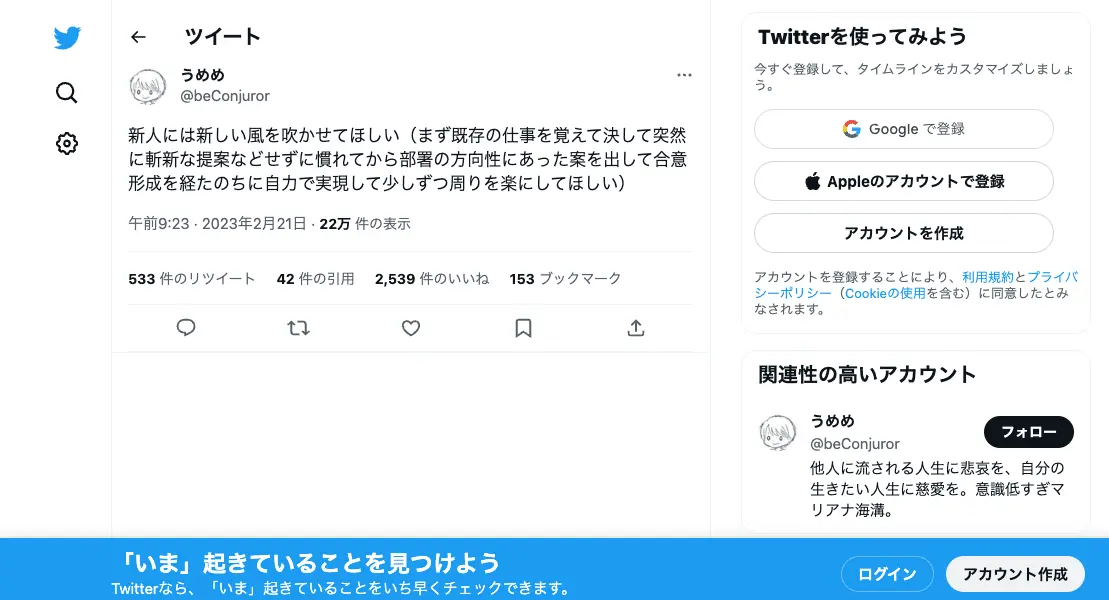 ツイート
うめめ
@beConjuror
新人には新しい風を吹かせてほしい（まず既存の仕事を覚えて決して突然
に斬新な提案などせずに慣れてから部署の方向性にあった案を出して合意
形成を経たのちに自力で実現して少しずつ周りを楽にしてほしい）
午前9:23 · 2023年2月21日 · 22万 件の表示
533 件のリツイート 42 件の引用 2,539 件のいいね 153 ブックマーク
Twitterを使ってみよう
今すぐ登録して、タイムラインをカスタマイズしましょ
う。
Google で登録
Appleのアカウントで登録
アカウントを作成
アカウントを登録することにより、利用規約とプライバ
シーポリシー（Cookieの使用を含む）に同意したとみ
なされます。
関連性の高いアカウント
うめめ
@beConjuror
フォロー
他人に流される人生に悲哀を、自分の
生きたい人生に慈愛を。意識低すぎマ
リアナ海溝。
「いま」起きていることを見つけよう
Twitterなら、「いま」起きていることをいち早くチェックできます。
ログイン
アカウント作成